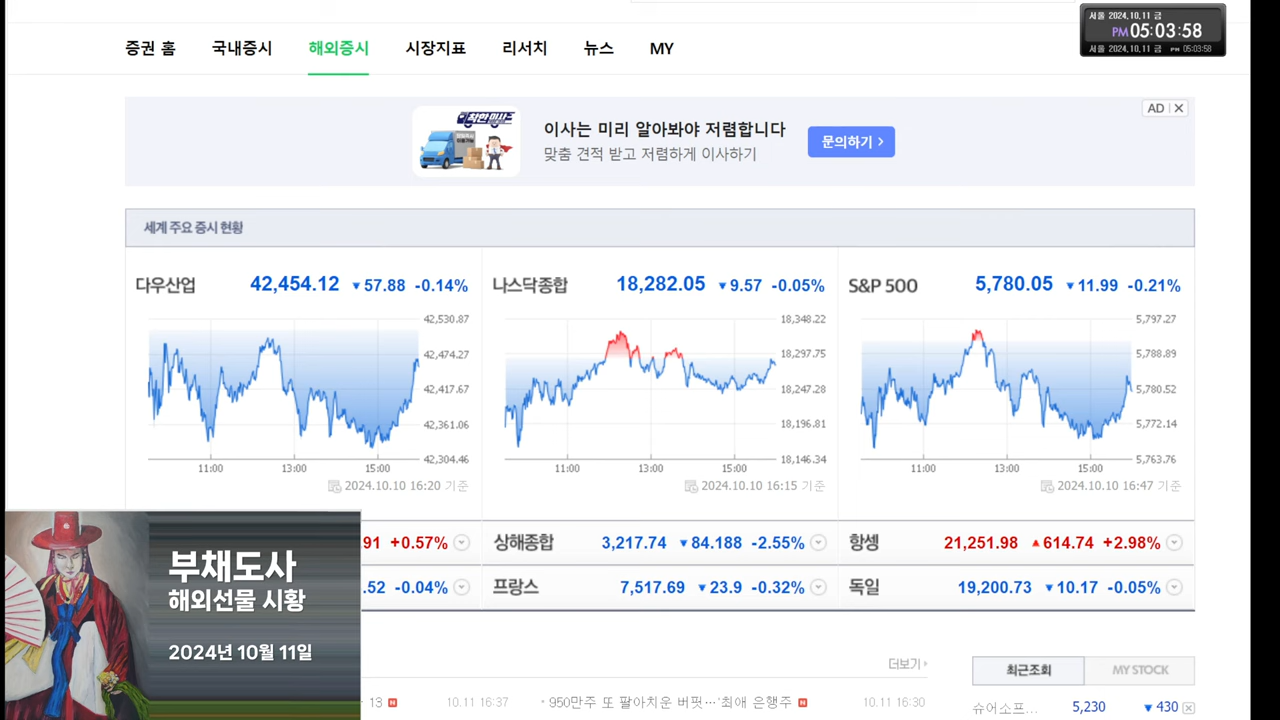 서울 2024.10.11 금
PM 05:03:58
서울 2024.10.11 금 PM 05:03:58
증권 홈 국내증시 해외증시 시장지표 리서치 뉴스 MY
AD
이사는 미리 알아봐야 저렴합니다
맞춤 견적 받고 저렴하게 이사하기
문의하기
세계 주요 증시 현황
다우산업 42,454.12 ▼57.88 -0.14%
42,530.87
42,474.27
42,417.67
42,361.06
42,304.46
11:00 13:00 15:00
2024.10.10 16:20 기준
나스닥종합 18,282.05 ▼9.57 -0.05%
18,348.22
18,297.75
18,247.28
18,196.81
18,146.34
11:00 13:00 15:00
2024.10.10 16:15 기준
S&P 500 5,780.05 ▼11.99 -0.21%
5,797.27
5,788.89
5,780.52
5,772.14
5,763.76
11:00 13:00 15:00
2024.10.10 16:47 기준
91 +0.57% 상해종합 3,217.74 ▼84.188 -2.55% 항셍 21,251.98 ▲614.74 +2.98%
.52 -0.04% 프랑스 7,517.69 ▼23.9 -0.32% 독일 19,200.73 ▼10.17 -0.05%
부채도사
해외선물 시황
2024년 10월 11일
더보기
13 10.11 16:37 950만주 또 팔아치운 버핏…'최애 은행주 10.11 16:30
최근조회 MY STOCK
슈어소프... 5,230 ▼430